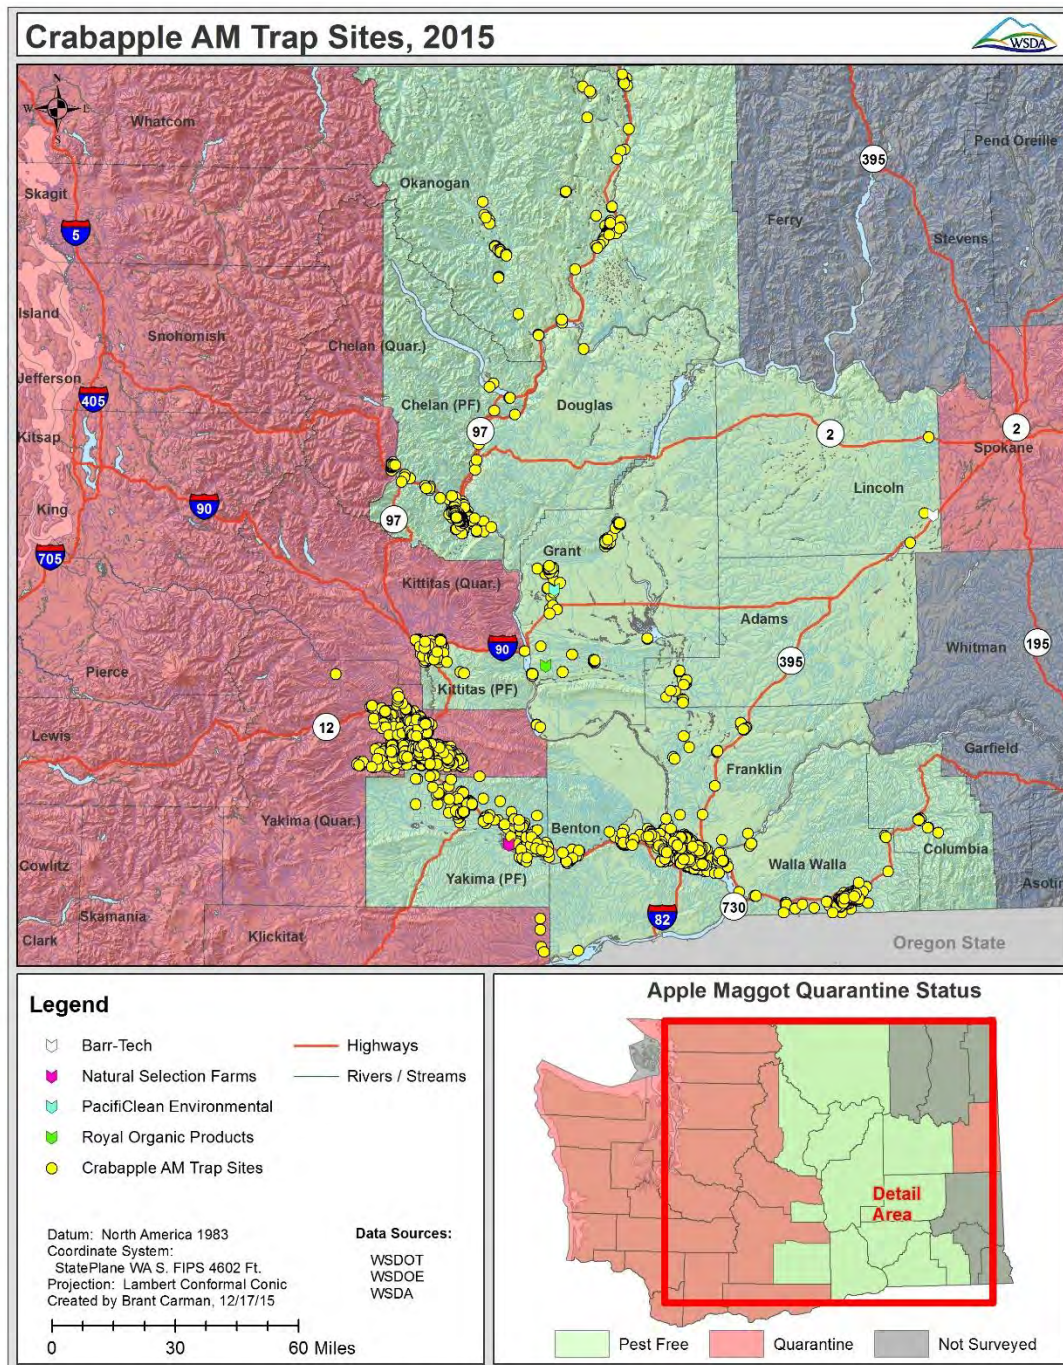 Crabapple AM Trap Sites, 2015
WSDA
N
W E
S
Whatcom
Okanogan
395
Pend Oreille
Skagit
Ferry
5
Stevens
Island
Snohomish
Chelan (Quar.)
Jefferson
405
Chelan (PF)
Douglas
Kitsap
97
2
2
Spokane
Lincoln
King
90
97
705
Grant
Kittitas (Quar.)
Adams
90
195
Whitman
Pierce
395
Kittitas (PF)
12
Lewis
Garfield
Franklin
Yakima (Quar.)
Benton
Columbia
Cowlitz
Walla Walla
Yakima (PF)
Asotin
730
Skamania
82
Klickitat
Clark
Oregon State
Legend
Barr-Tech
Highways
Natural Selection Farms
Rivers / Streams
PacifiClean Environmental
Royal Organic Products
Crabapple AM Trap Sites
Datum: North America 1983
Coordinate System:
StatePlane WA S. FIPS 4602 Ft.
Projection: Lambert Conformal Conic
Created by Brant Carman, 12/17/15
Data Sources:
WSDOT
WSDOE
WSDA
0 30 60 Miles
Apple Maggot Quarantine Status
Detail
Area
Pest Free
Quarantine
Not Surveyed